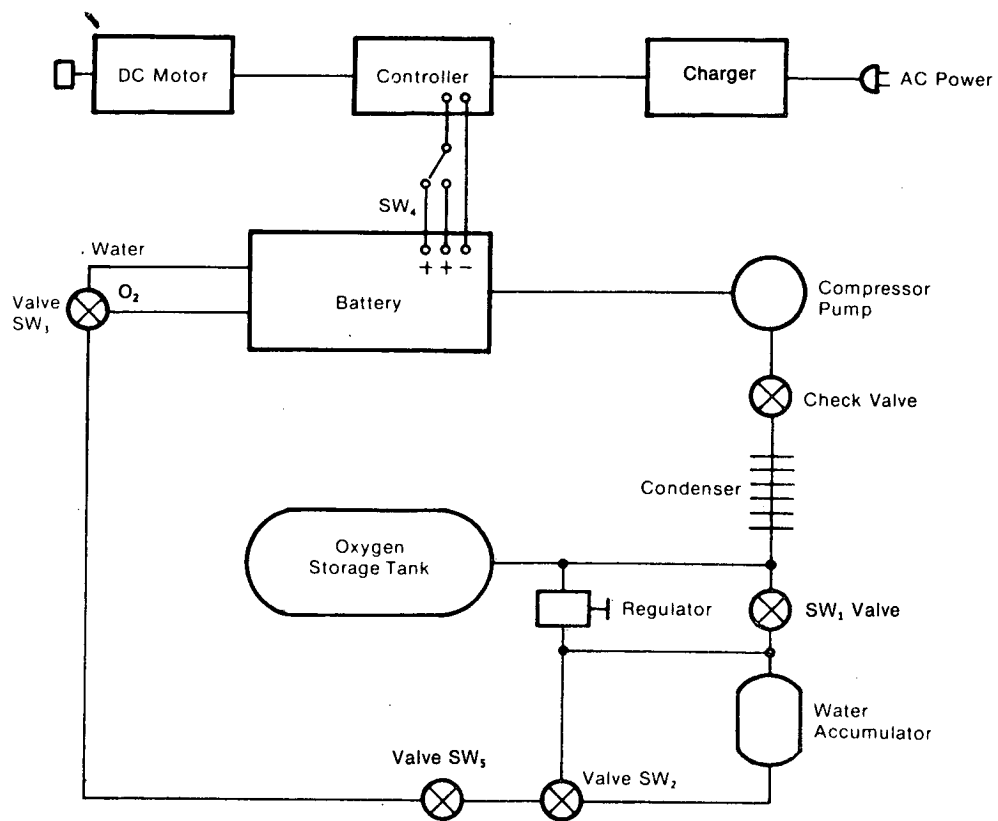 DC Motor
Controller
Charger
AC Power
SW₄
Water
O₂
Valve
SW₃
+ + −
Battery
Compressor
Pump
Check Valve
Condenser
Oxygen
Storage Tank
Regulator
SW₁ Valve
Water
Accumulator
Valve SW₅
Valve SW₂